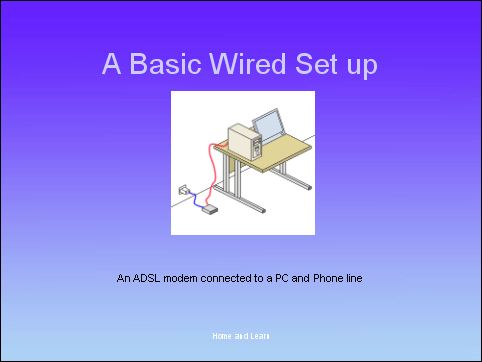 A Basic Wired Set up
An ADSL modem connected to a PC and Phone line
Home and Learn